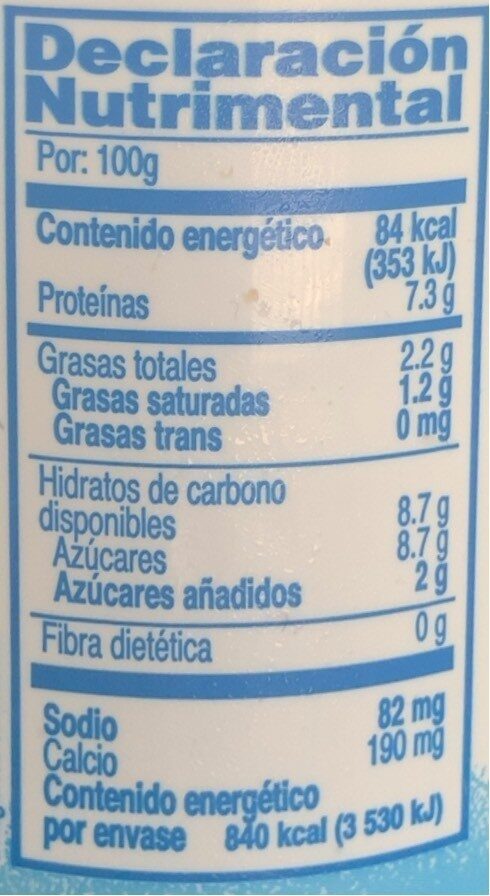 Declaración
Nutrimental
Por: 100g
Contenido energético 84 kcal
(353 kJ)
Proteínas 7.3 g
Grasas totales 2.2 g
Grasas saturadas 1.2 g
Grasas trans 0 mg
Hidratos de carbono
disponibles 8.7 g
Azúcares 8.7 g
Azúcares añadidos 2 g
Fibra dietética 0 g
Sodio 82 mg
Calcio 190 mg
Contenido energético
por envase 840 kcal (3 530 kJ)